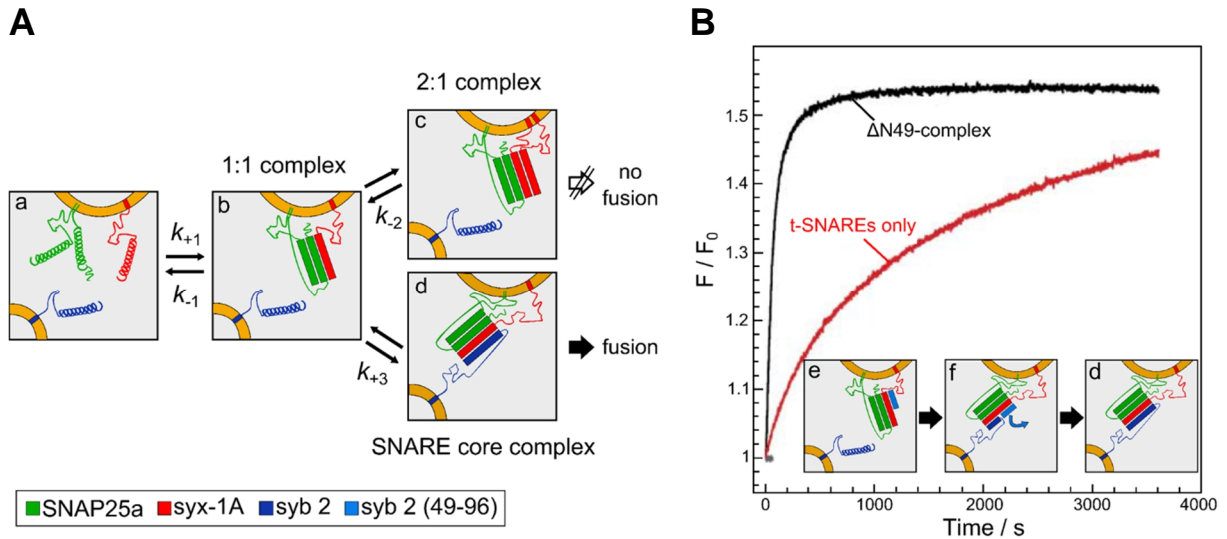 A
B
2:1 complex
c
1:1 complex
no
fusion
a
b
k+1
k-1
k-2
d
k+3
fusion
SNARE core complex
SNAP25a syx-1A syb 2 syb 2 (49-96)
F / F0
1.5
1.4
1.3
1.2
1.1
1
ΔN49-complex
t-SNAREs only
e
f
d
0 1000 2000 3000 4000
Time / s